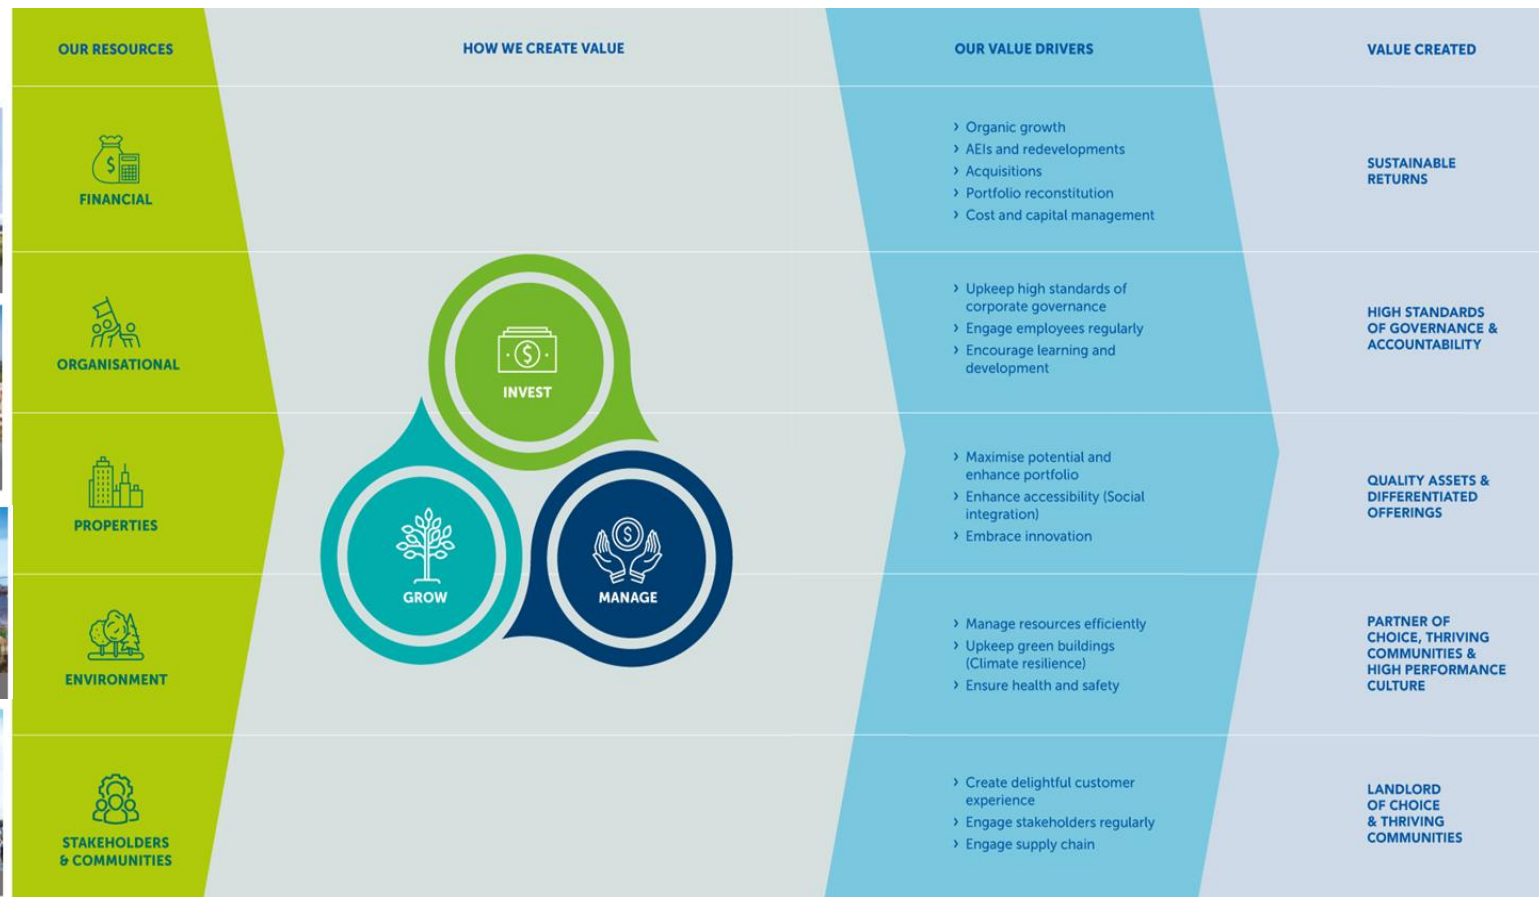 OUR RESOURCES
HOW WE CREATE VALUE
OUR VALUE DRIVERS
VALUE CREATED
FINANCIAL
› Organic growth
› AEIs and redevelopments
› Acquisitions
› Portfolio reconstitution
› Cost and capital management
SUSTAINABLE
RETURNS
ORGANISATIONAL
› Upkeep high standards of
corporate governance
› Engage employees regularly
› Encourage learning and
development
HIGH STANDARDS
OF GOVERNANCE &
ACCOUNTABILITY
INVEST
GROW
MANAGE
PROPERTIES
› Maximise potential and
enhance portfolio
› Enhance accessibility (Social
integration)
› Embrace innovation
QUALITY ASSETS &
DIFFERENTIATED
OFFERINGS
ENVIRONMENT
› Manage resources efficiently
› Upkeep green buildings
(Climate resilience)
› Ensure health and safety
PARTNER OF
CHOICE, THRIVING
COMMUNITIES &
HIGH PERFORMANCE
CULTURE
STAKEHOLDERS
& COMMUNITIES
› Create delightful customer
experience
› Engage stakeholders regularly
› Engage supply chain
LANDLORD
OF CHOICE
& THRIVING
COMMUNITIES